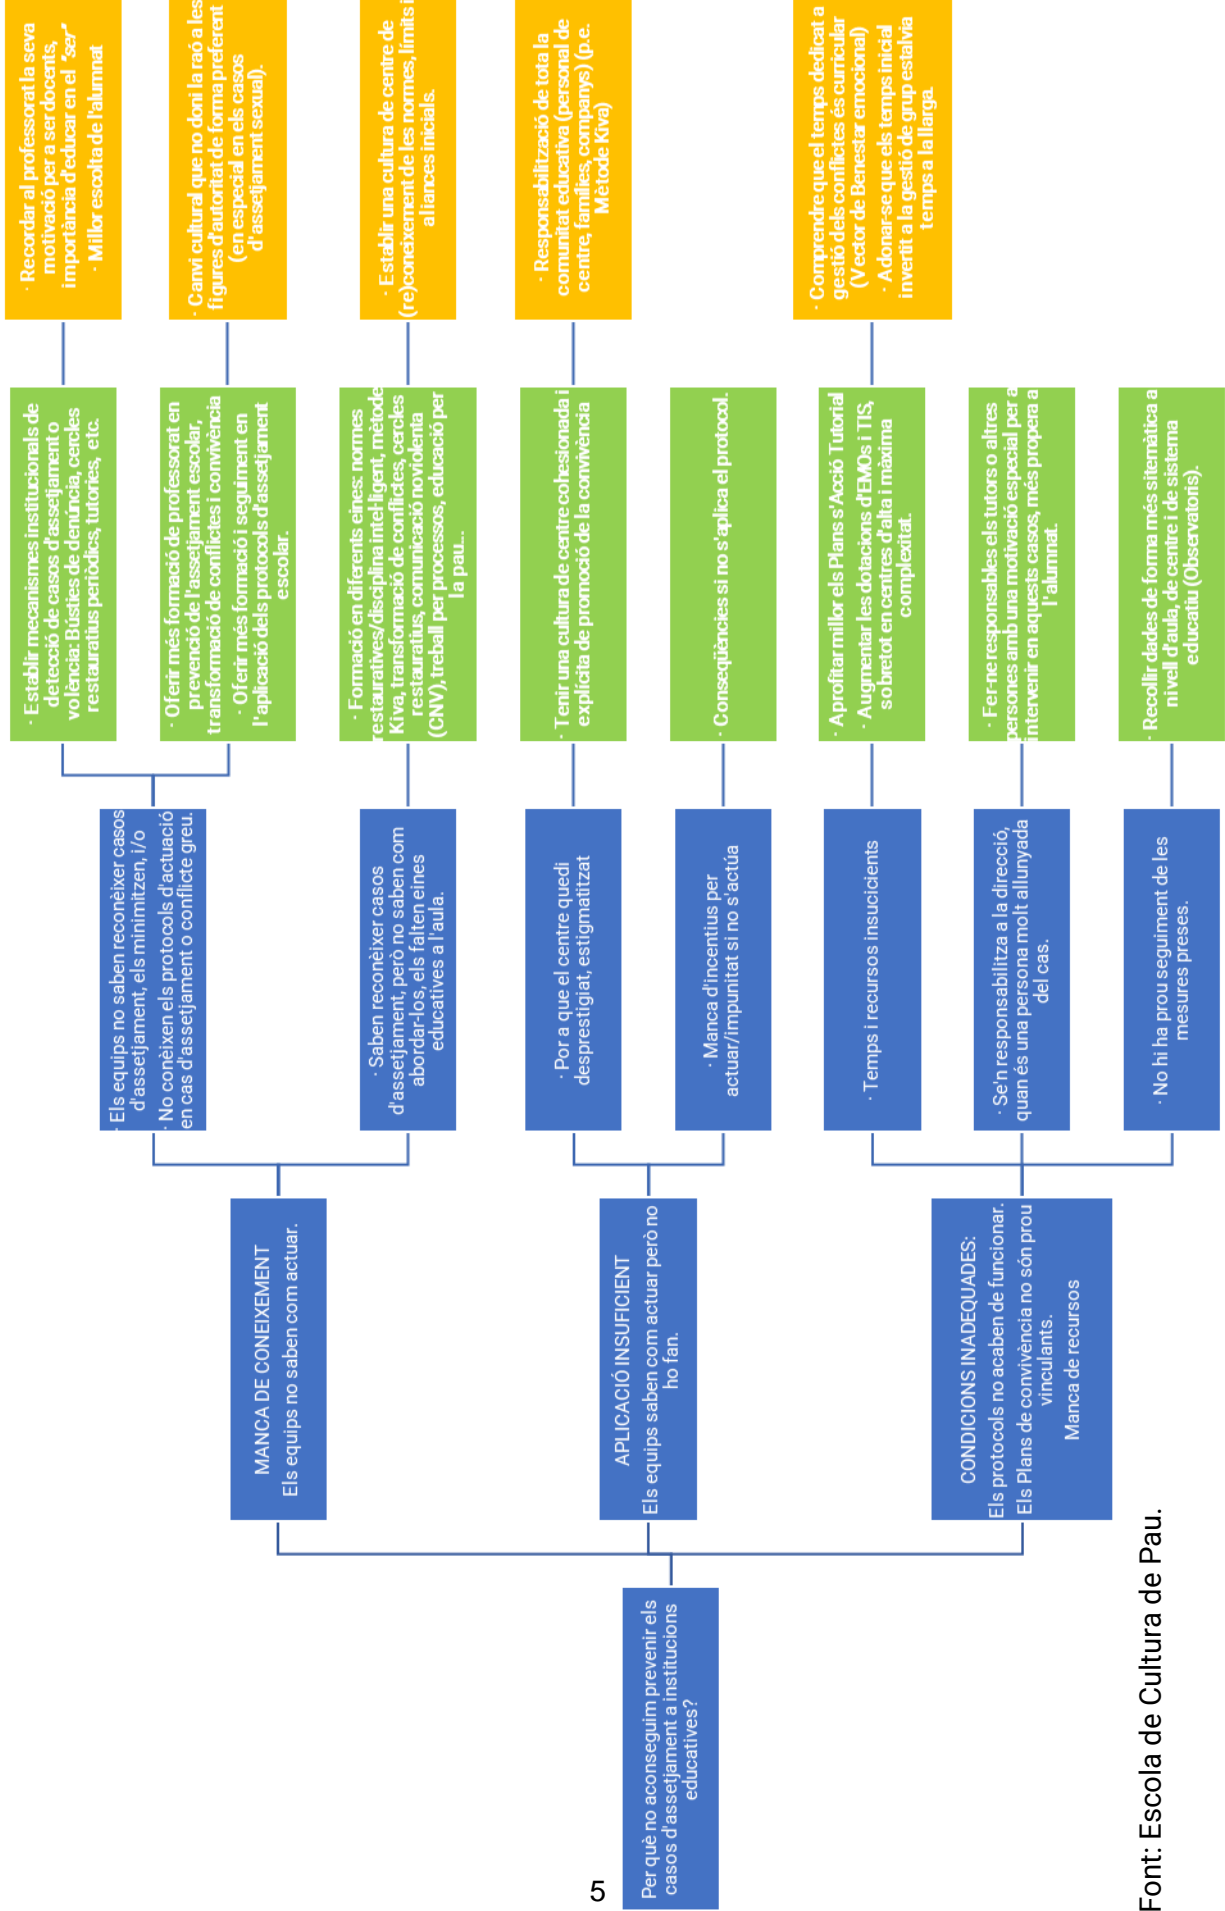 Per què no aconseguim prevenir els
casos d'assetjament a institucions
educatives?
MANCA DE CONEIXEMENT
Els equips no saben com actuar.
· Els equips no saben reconèixer casos
d'assetjament, els minimitzen, i/o
· No conèixen els protocols d'actuació
en cas d'assetjament o conflicte greu.
· Establir mecanismes institucionals de
detecció de casos d'assetjament o
volència: Bústies de denúncia, cercles
restauratius periòdics, tutories, etc.
· Recordar al professorat la seva
motivació per a ser docents,
importància d'educar en el "ser"
· Millor escolta de l'alumnat
· Oferir més formació de professorat en
prevenció de l'assetjament escolar,
transformació de conflictes i convivència
· Oferir més formació i seguiment en
l'aplicació dels protocols d'assetjament
escolar.
· Canvi cultural que no doni la raó a les
figures d'autoritat de forma preferent
(en especial en els casos
d'assetjament sexual).
· Saben reconèixer casos
d'assetjament, però no saben com
abordar-los, els falten eines
educatives a l'aula.
· Formació en diferents eines: normes
restauratives/disciplina intel·ligent, mètode
Kiva, transformació de conflictes, cercles
restauratius, comunicació noviolenta
(CNV), treball per processos, educació per
la pau...
· Establir una cultura de centre de
(re)coneixement de les normes, límits i
aliances inicials.
APLICACIÓ INSUFICIENT
Els equips saben com actuar però no
ho fan.
· Por a que el centre quedi
desprestigiat, estigmatitzat
· Tenir una cultura de centre cohesionada i
explícita de promoció de la convivència
· Responsabilització de tota la
comunitat educativa (personal de
centre, famílies, companys) (p.e.
Mètode Kiva)
· Manca d'incentius per
actuar/impunitat si no s'actúa
· Conseqüències si no s'aplica el protocol.
CONDICIONS INADEQUADES:
Els protocols no acaben de funcionar.
Els Plans de convivència no són prou
vinculants.
Manca de recursos
· Temps i recursos insucicients
· Aprofitar millor els Plans s'Acció Tutorial
· Augmentar les dotacions d'EMOs i TIS,
sobretot en centres d'alta i màxima
complexitat.
· Comprendre que el temps dedicat a
gestió dels conflictes és curricular
(Vector de Benestar emocional)
· Adonar-se que els temps inicial
invertit a la gestió de grup estalvia
temps a la llarga.
· Se'n responsabilitza a la direcció,
quan és una persona molt allunyada
del cas.
· Fer-ne responsables els tutors o altres
persones amb una motivació especial per a
intervenir en aquests casos, més propera a
l'alumnat.
· No hi ha prou seguiment de les
mesures preses.
· Recollir dades de forma més sitemàtica a
nivell d'aula, de centre i de sistema
educatiu (Observatoris).
Font: Escola de Cultura de Pau.
5